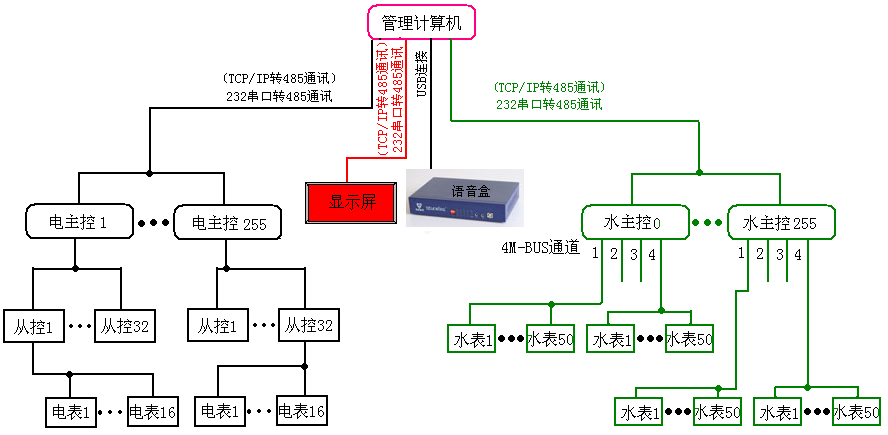 管理计算机
(TCP/IP转485通讯)
232串口转485通讯
(TCP/IP转485通讯)
232串口转485通讯
USB连接
(TCP/IP转485通讯)
232串口转485通讯
显示屏
语音盒
电主控1
电主控255
水主控0
水主控255
4M-BUS通道
1 2 3 4
1 2 3 4
从控1
从控32
从控1
从控32
水表1
水表50
水表1
水表50
电表1
电表16
电表1
电表16
水表1
水表50
水表1
水表50